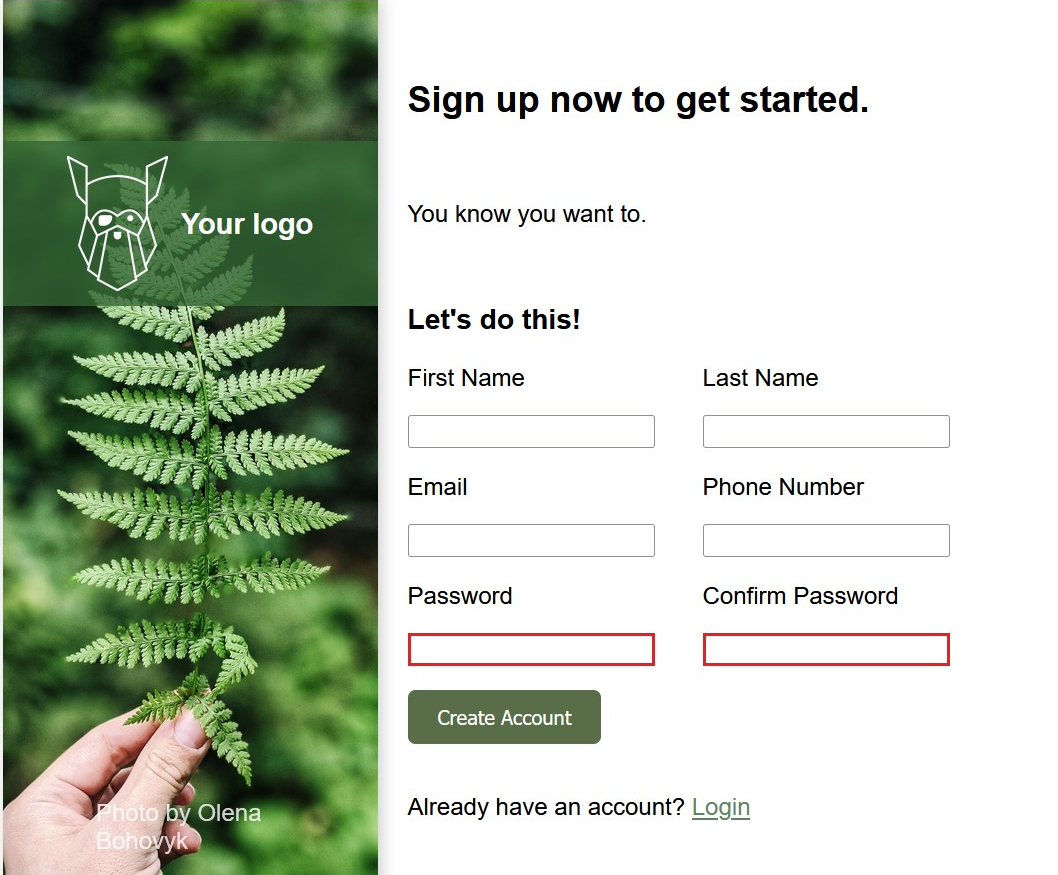 Your logo
Photo by Olena
Bohovyk
Sign up now to get started.
You know you want to.
Let's do this!
First Name
Last Name
Email
Phone Number
Password
Confirm Password
Create Account
Already have an account? Login